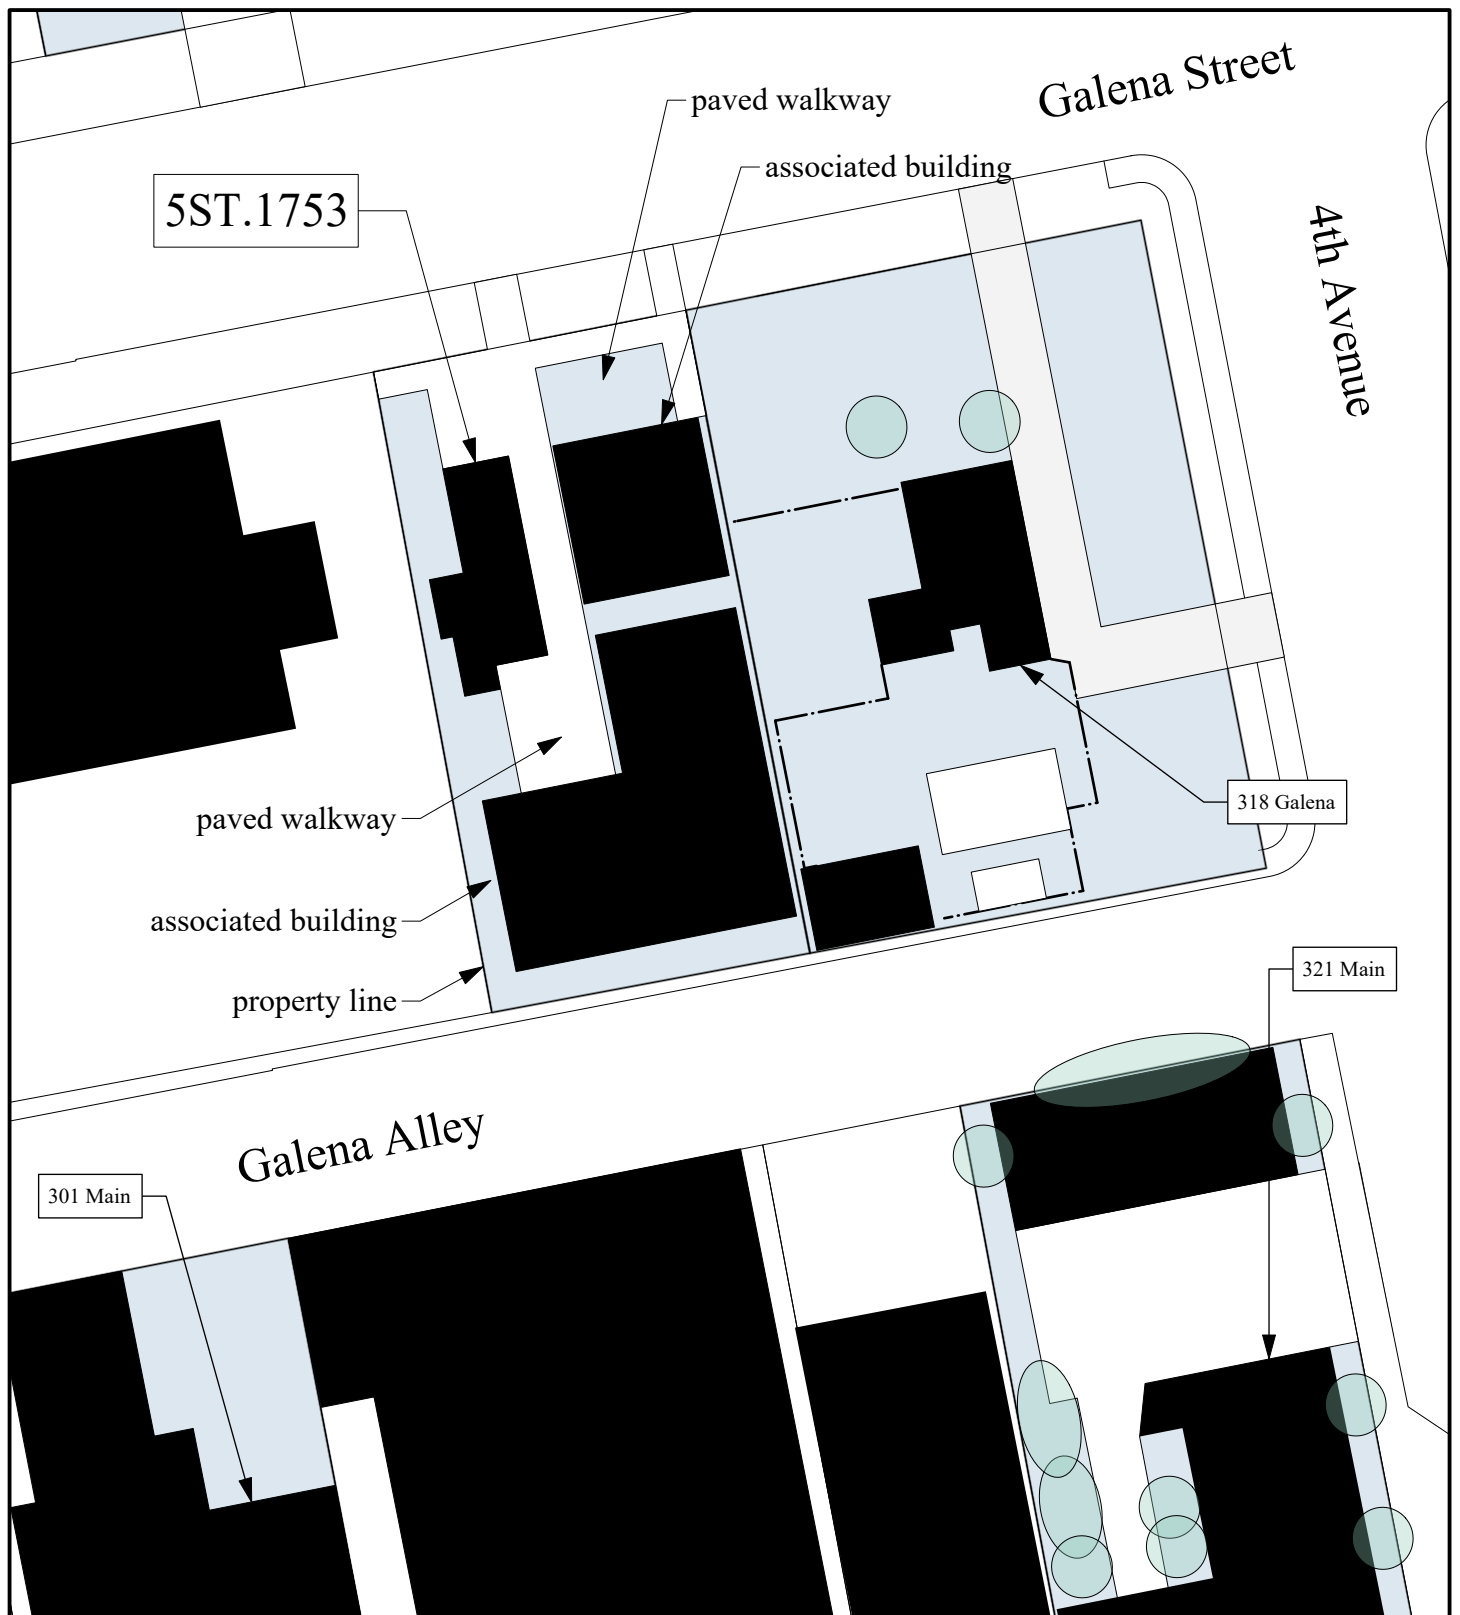 Galena Street
paved walkway
associated building
5ST.1753
4th Avenue
paved walkway
318 Galena
associated building
321 Main
property line
Galena Alley
301 Main